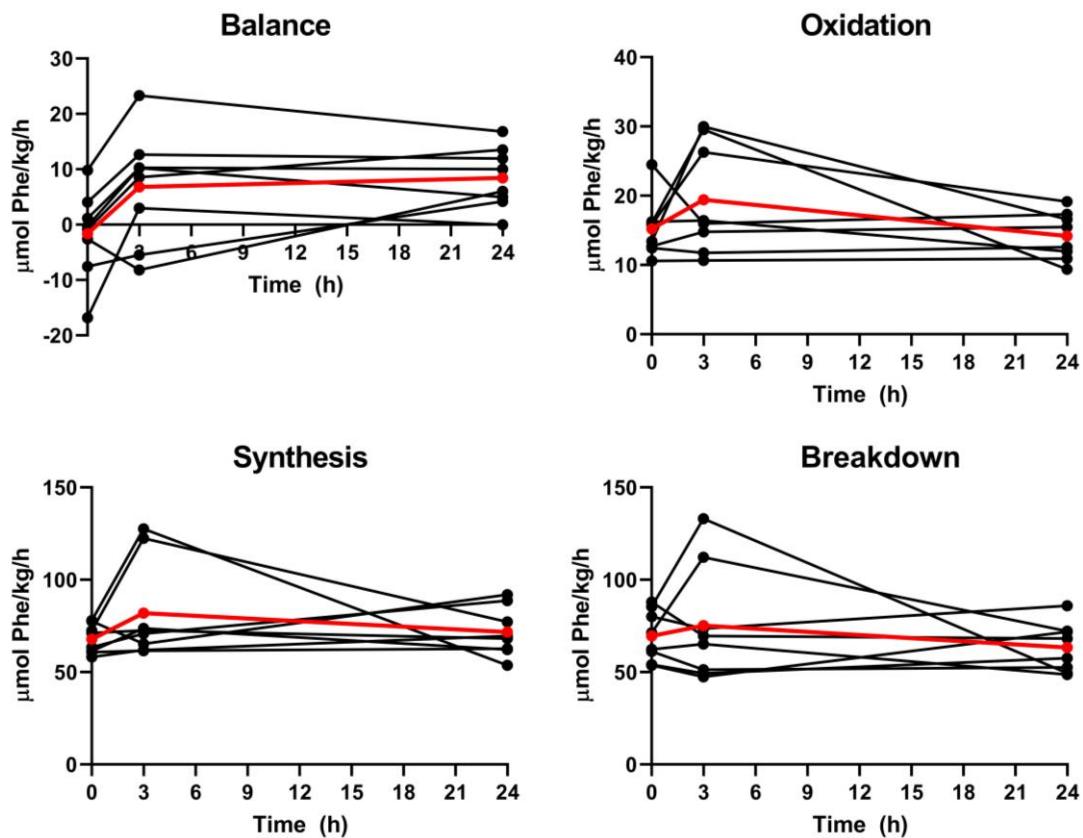 Balance
μmol Phe/kg/h
30
20
10
0
-10
-20
3 6 9 12 15 18 21 24
Time (h)
Oxidation
μmol Phe/kg/h
40
30
20
10
0
0 3 6 9 12 15 18 21 24
Time (h)
Synthesis
μmol Phe/kg/h
150
100
50
0
0 3 6 9 12 15 18 21 24
Time (h)
Breakdown
μmol Phe/kg/h
150
100
50
0
0 3 6 9 12 15 18 21 24
Time (h)